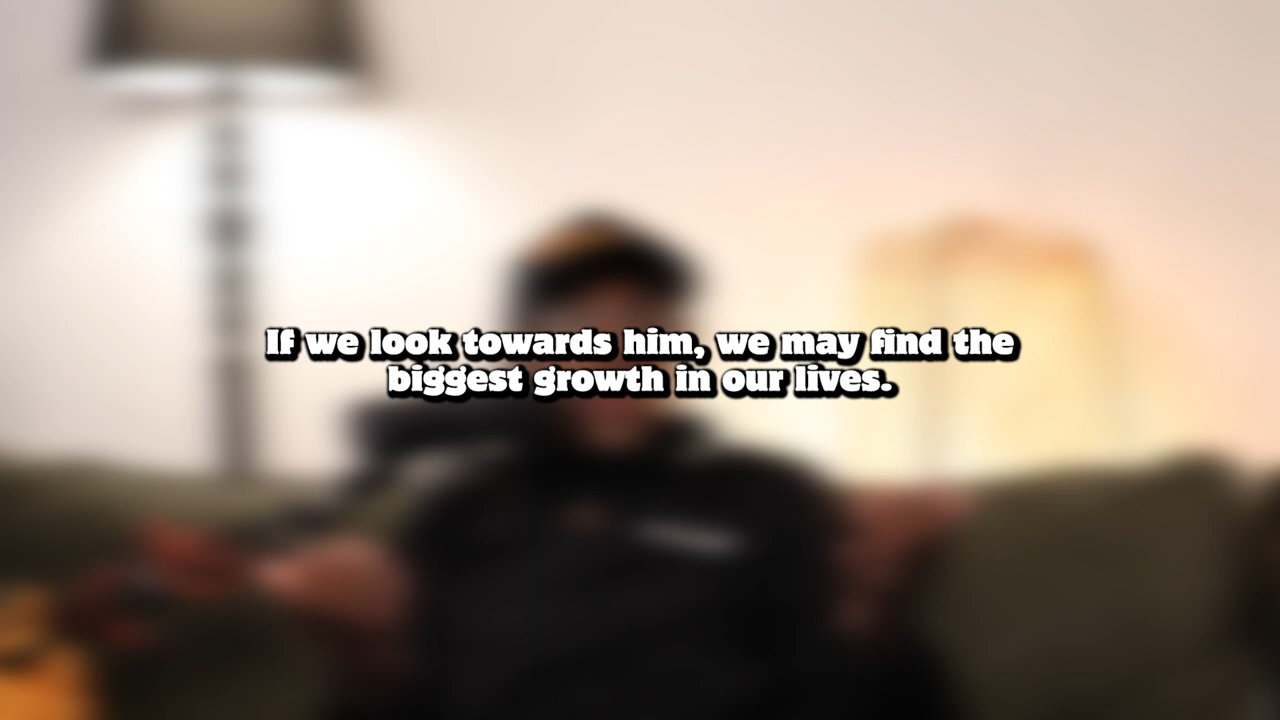 If we look towards him, we may find the
biggest growth in our lives.